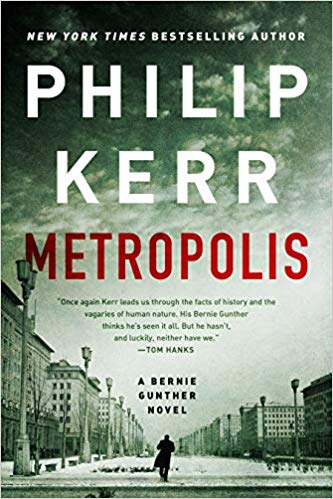 NEW YORK TIMES BESTSELLING AUTHOR
PHILIP
KERR
METROPOLIS
"Once again Kerr leads us through the facts of history and the
vagaries of human nature. His Bernie Gunther
thinks he's seen it all. But he hasn't,
and luckily, neither have we."
—TOM HANKS
A BERNIE
GUNTHER
NOVEL